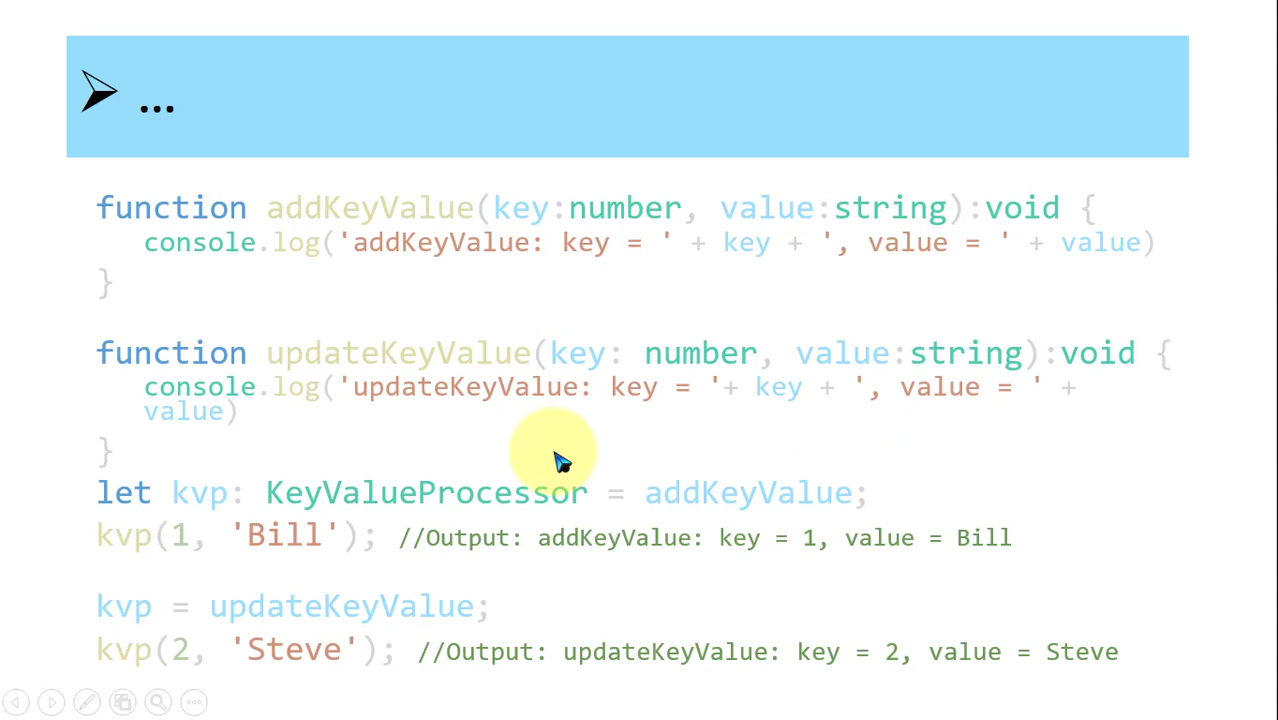 ...
function addKeyValue(key:number, value:string):void {
console.log('addKeyValue: key = ' + key + ', value = ' + value)
}
function updateKeyValue(key: number, value:string):void {
console.log('updateKeyValue: key = '+ key + ', value = ' +
value)
}
let kvp: KeyValueProcessor = addKeyValue;
kvp(1, 'Bill'); //Output: addKeyValue: key = 1, value = Bill
kvp = updateKeyValue;
kvp(2, 'Steve'); //Output: updateKeyValue: key = 2, value = Steve